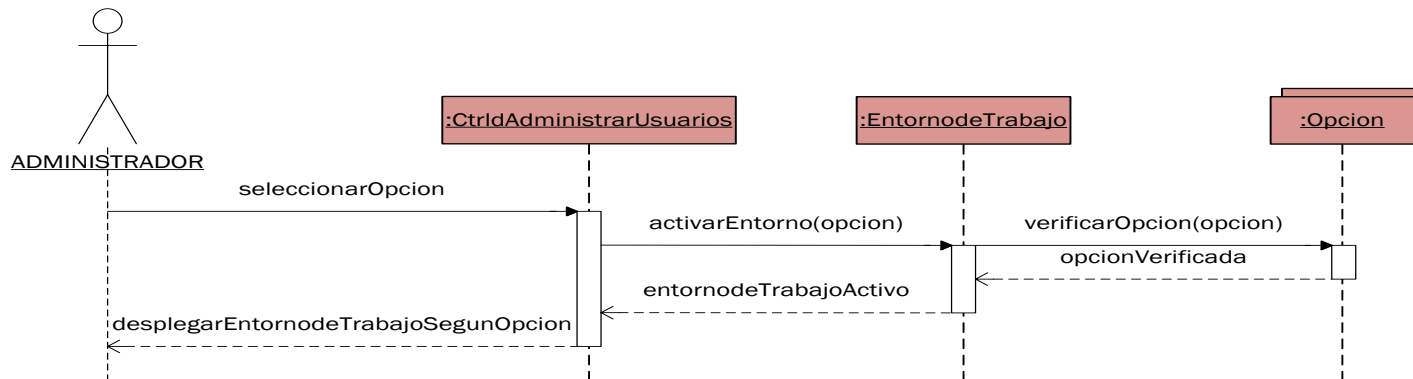 :CtrldAdministrarUsuarios
:EntornodeTrabajo
:Opcion
ADMINISTRADOR
seleccionarOpcion
activarEntorno(opcion)
verificarOpcion(opcion)
opcionVerificada
entornodeTrabajoActivo
desplegarEntornodeTrabajoSegunOpcion